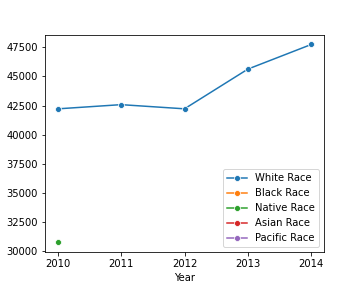 47500
45000
42500
40000
37500
35000
32500
30000
2010 2011 2012 2013 2014
Year
White Race
Black Race
Native Race
Asian Race
Pacific Race